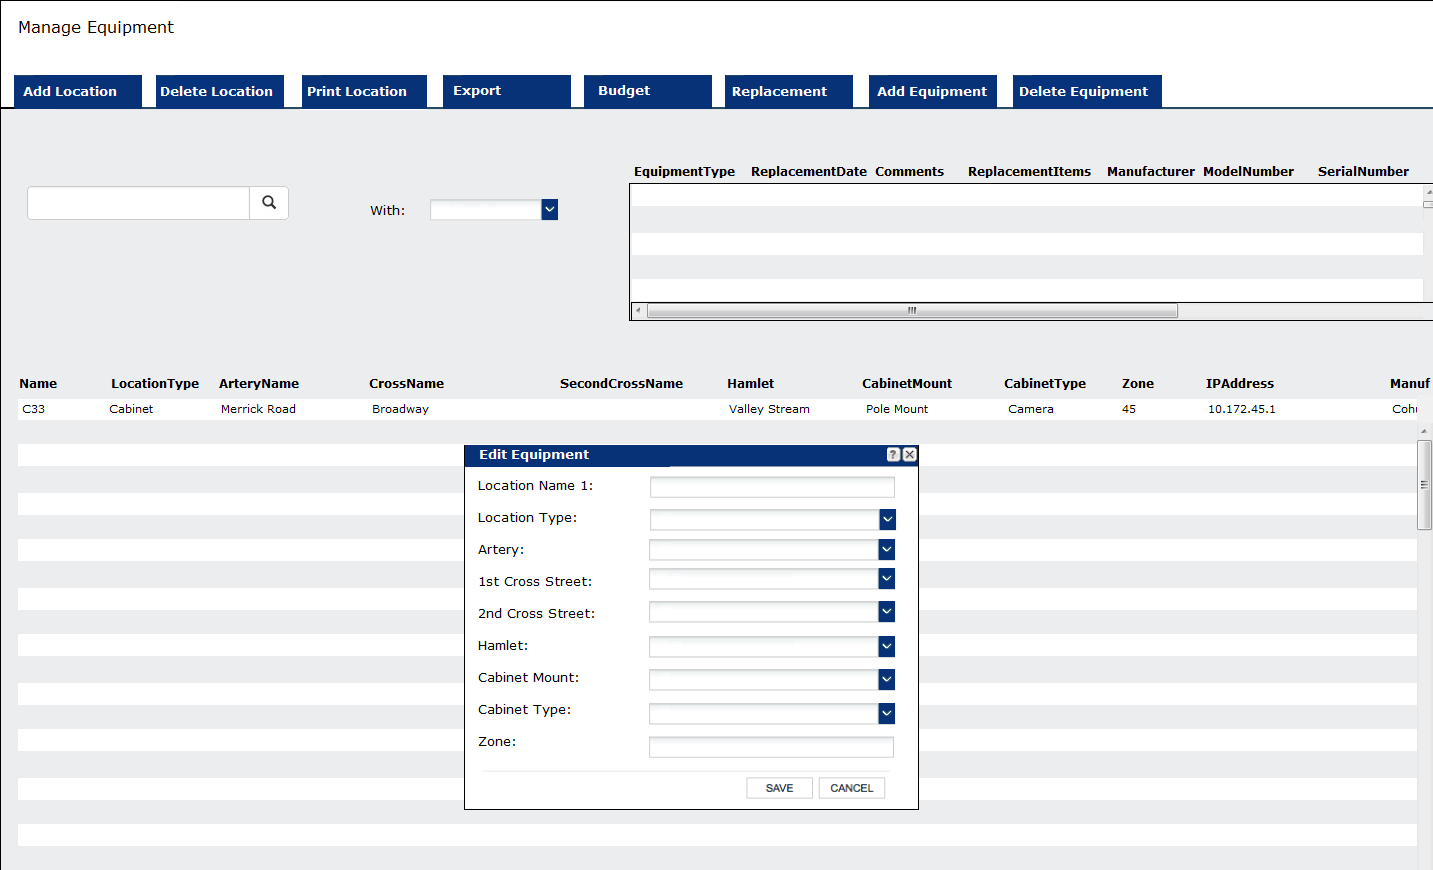 Manage Equipment
Add Location Delete Location Print Location Export Budget Replacement Add Equipment Delete Equipment
EquipmentType ReplacementDate Comments ReplacementItems Manufacturer ModelNumber SerialNumber
With:
Name LocationType ArteryName CrossName SecondCrossName Hamlet CabinetMount CabinetType Zone IPAddress Manuf
C33 Cabinet Merrick Road Broadway Valley Stream Pole Mount Camera 45 10.172.45.1 Cohu
Edit Equipment ?
Location Name 1:
Location Type:
Artery:
1st Cross Street:
2nd Cross Street:
Hamlet:
Cabinet Mount:
Cabinet Type:
Zone:
SAVE CANCEL